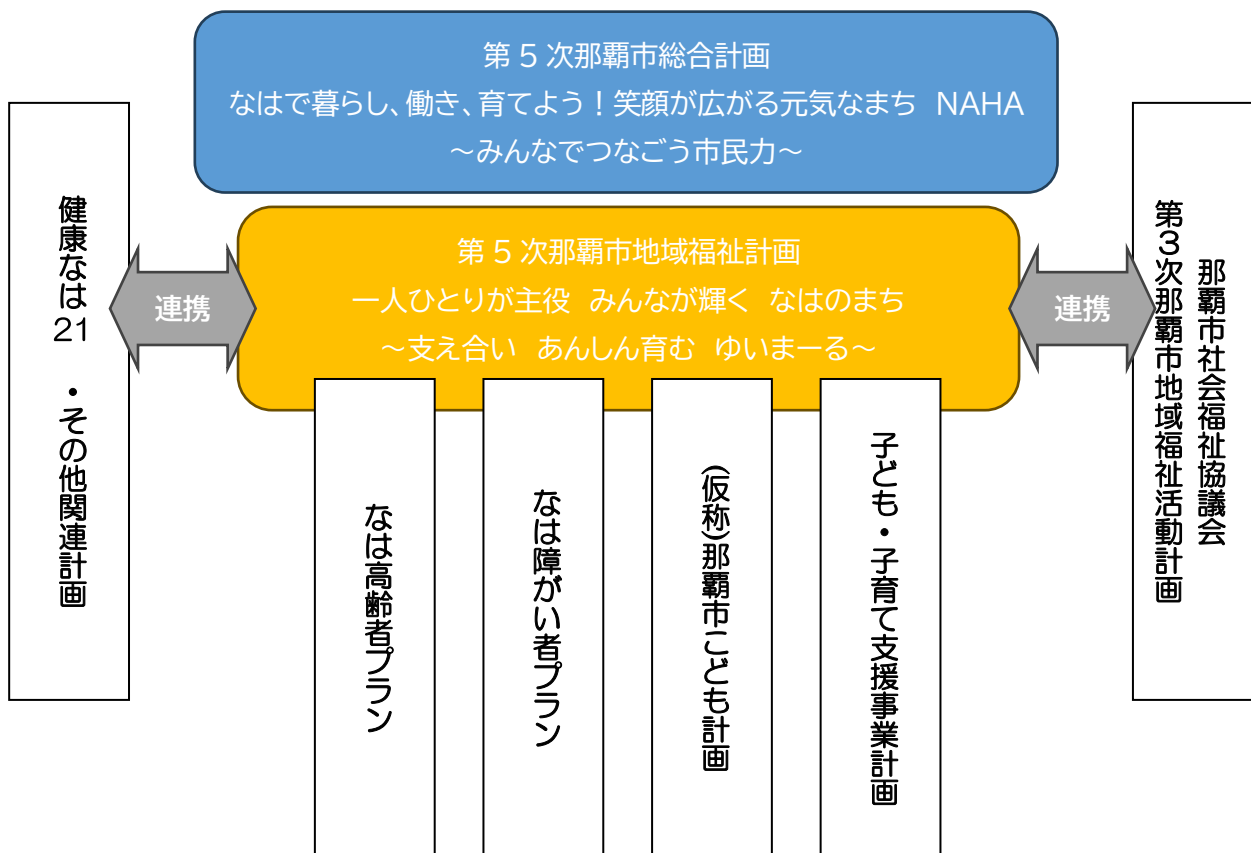 第５次那覇市総合計画
なはで暮らし、働き、育てよう！笑顔が広がる元気なまち　NAHA
～みんなでつなごう市民力～
第５次那覇市地域福祉計画
一人ひとりが主役　みんなが輝く　なはのまち
～支え合い　あんしん育む　ゆいまーる～
健康なは21　・その他関連計画
連携
連携
那覇市社会福祉協議会
第３次那覇市地域福祉活動計画
なは高齢者プラン
なは障がい者プラン
(仮称)那覇市こども計画
子ども・子育て支援事業計画